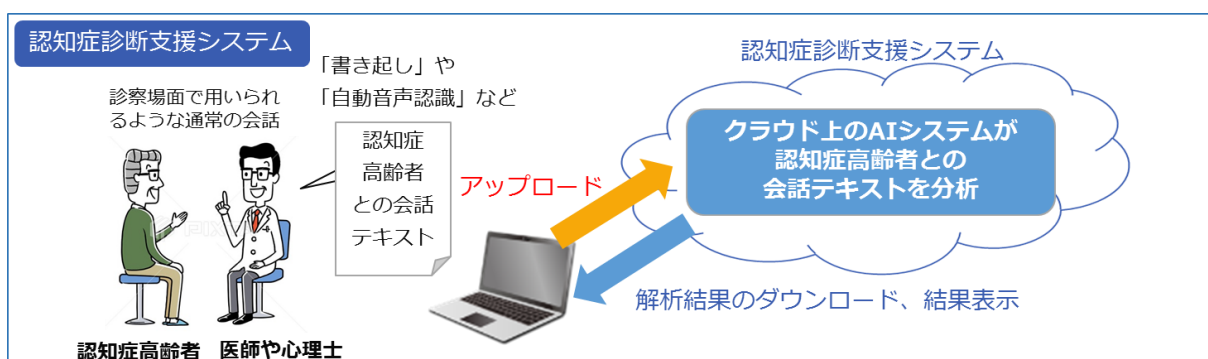 認知症診断支援システム
診察場面で用いられ
るような通常の会話
「書き起し」や
「自動音声認識」など
認知症
高齢者
との会話
テキスト
アップロード
認知症診断支援システム
クラウド上のAIシステムが
認知症高齢者との
会話テキストを分析
解析結果のダウンロード、結果表示
認知症高齢者
医師や心理士